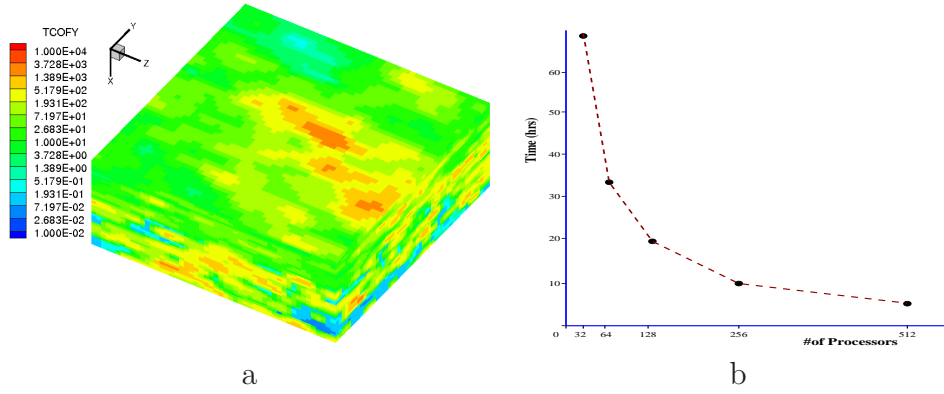 TCOFY
1.000E+04
3.728E+03
1.389E+03
5.179E+02
1.931E+02
7.197E+01
2.683E+01
1.000E+01
3.728E+00
1.389E+00
5.179E-01
1.931E-01
7.197E-02
2.683E-02
1.000E-02
Y
Z
X
a
Time (hrs)
60
50
40
30
20
10
0 32 64 128 256 512
#of Processors
b